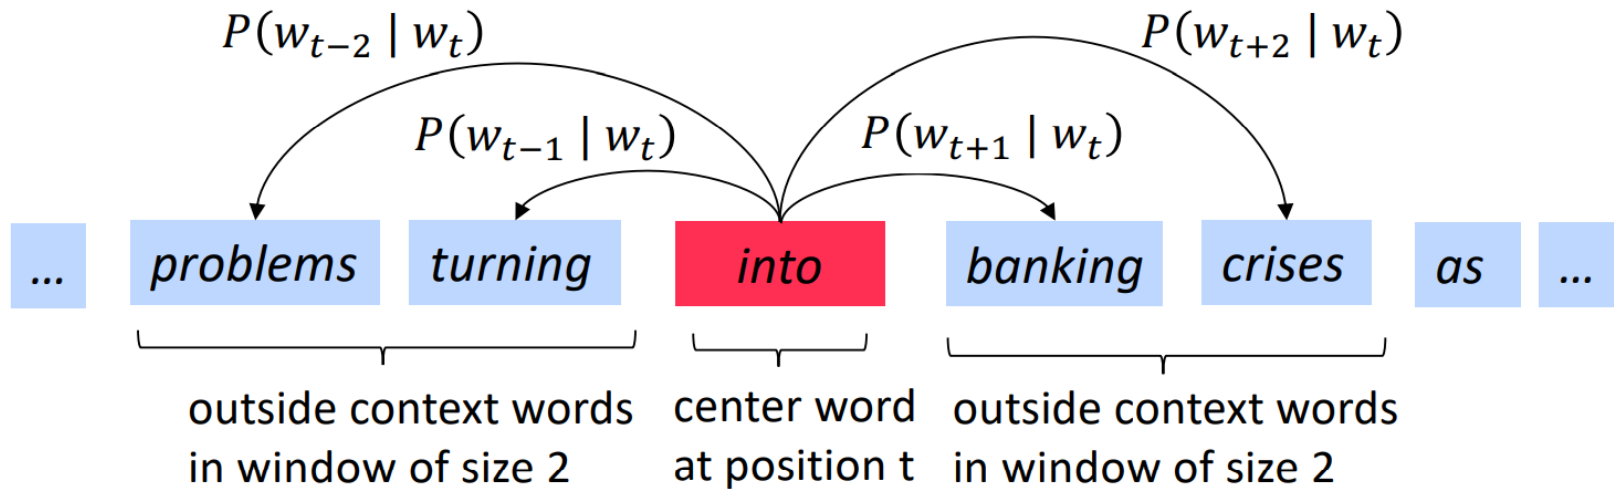 P(w_{t−2} | w_t) P(w_{t+2} | w_t)
P(w_{t−1} | w_t) P(w_{t+1} | w_t)
... problems turning into banking crises as ...
outside context words
in window of size 2
center word
at position t
outside context words
in window of size 2